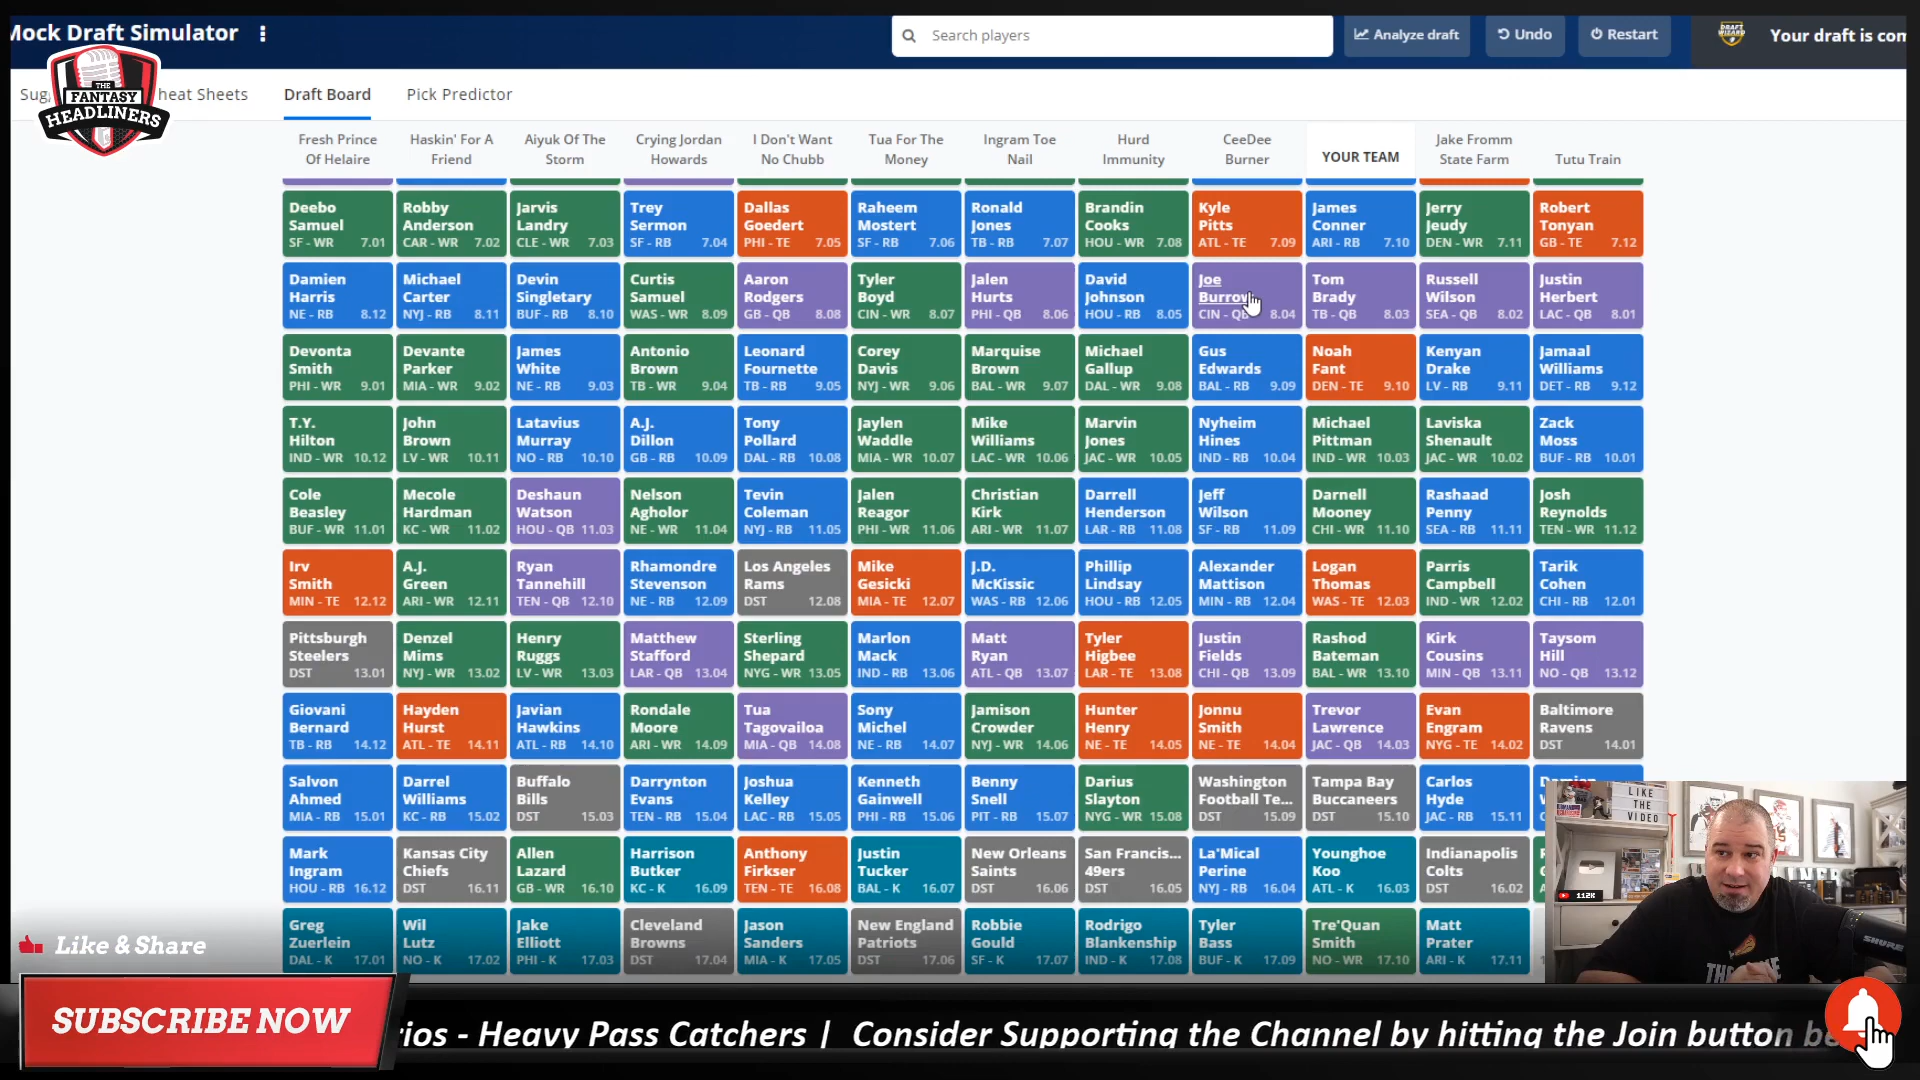 Mock Draft Simulator
Search players
Analyze draft
Undo
Restart
DRAFT WIZARD
Your draft is com
THE FANTASY HEADLINERS
Sug
heat Sheets
Draft Board
Pick Predictor
Fresh Prince Of Helaire
Haskin' For A Friend
Aiyuk Of The Storm
Crying Jordan Howards
I Don't Want No Chubb
Tua For The Money
Ingram Toe Nail
Hurd Immunity
CeeDee Burner
YOUR TEAM
Jake Fromm State Farm
Tutu Train
Deebo Samuel SF - WR 7.01
Robby Anderson CAR - WR 7.02
Jarvis Landry CLE - WR 7.03
Trey Sermon SF - RB 7.04
Dallas Goedert PHI - TE 7.05
Raheem Mostert SF - RB 7.06
Ronald Jones TB - RB 7.07
Brandin Cooks HOU - WR 7.08
Kyle Pitts ATL - TE 7.09
James Conner ARI - RB 7.10
Jerry Jeudy DEN - WR 7.11
Robert Tonyan GB - TE 7.12
Damien Harris NE - RB 8.12
Michael Carter NYJ - RB 8.11
Devin Singletary BUF - RB 8.10
Curtis Samuel WAS - WR 8.09
Aaron Rodgers GB - QB 8.08
Tyler Boyd CIN - WR 8.07
Jalen Hurts PHI - QB 8.06
David Johnson HOU - RB 8.05
Joe Burrow CIN - QB 8.04
Tom Brady TB - QB 8.03
Russell Wilson SEA - QB 8.02
Justin Herbert LAC - QB 8.01
Devonta Smith PHI - WR 9.01
Devante Parker MIA - WR 9.02
James White NE - RB 9.03
Antonio Brown TB - WR 9.04
Leonard Fournette TB - RB 9.05
Corey Davis NYJ - WR 9.06
Marquise Brown BAL - WR 9.07
Michael Gallup DAL - WR 9.08
Gus Edwards BAL - RB 9.09
Noah Fant DEN - TE 9.10
Kenyan Drake LV - RB 9.11
Jamaal Williams DET - RB 9.12
T.Y. Hilton IND - WR 10.12
John Brown LV - WR 10.11
Latavius Murray NO - RB 10.10
A.J. Dillon GB - RB 10.09
Tony Pollard DAL - RB 10.08
Jaylen Waddle MIA - WR 10.07
Mike Williams LAC - WR 10.06
Marvin Jones JAC - WR 10.05
Nyheim Hines IND - RB 10.04
Michael Pittman IND - WR 10.03
Laviska Shenault JAC - WR 10.02
Zack Moss BUF - RB 10.01
Cole Beasley BUF - WR 11.01
Mecole Hardman KC - WR 11.02
Deshaun Watson HOU - QB 11.03
Nelson Agholor NE - WR 11.04
Tevin Coleman NYJ - RB 11.05
Jalen Reagor PHI - WR 11.06
Christian Kirk ARI - WR 11.07
Darrell Henderson LAR - RB 11.08
Jeff Wilson SF - RB 11.09
Darnell Mooney CHI - WR 11.10
Rashaad Penny SEA - RB 11.11
Josh Reynolds TEN - WR 11.12
Irv Smith MIN - TE 12.12
A.J. Green ARI - WR 12.11
Ryan Tannehill TEN - QB 12.10
Rhamondre Stevenson NE - RB 12.09
Los Angeles Rams DST 12.08
Mike Gesicki MIA - TE 12.07
J.D. McKissic WAS - RB 12.06
Phillip Lindsay HOU - RB 12.05
Alexander Mattison MIN - RB 12.04
Logan Thomas WAS - TE 12.03
Parris Campbell IND - WR 12.02
Tarik Cohen CHI - RB 12.01
Pittsburgh Steelers DST 13.01
Denzel Mims NYJ - WR 13.02
Henry Ruggs LV - WR 13.03
Matthew Stafford LAR - QB 13.04
Sterling Shepard NYG - WR 13.05
Marlon Mack IND - RB 13.06
Matt Ryan ATL - QB 13.07
Tyler Higbee LAR - TE 13.08
Justin Fields CHI - QB 13.09
Rashod Bateman BAL - WR 13.10
Kirk Cousins MIN - QB 13.11
Taysom Hill NO - QB 13.12
Giovani Bernard TB - RB 14.12
Hayden Hurst ATL - TE 14.11
Javian Hawkins ATL - RB 14.10
Rondale Moore ARI - WR 14.09
Tua Tagovailoa MIA - QB 14.08
Sony Michel NE - RB 14.07
Jamison Crowder NYJ - WR 14.06
Hunter Henry NE - TE 14.05
Jonnu Smith NE - TE 14.04
Trevor Lawrence JAC - QB 14.03
Evan Engram NYG - TE 14.02
Baltimore Ravens DST 14.01
Salvon Ahmed MIA - RB 15.01
Darrel Williams KC - RB 15.02
Buffalo Bills DST 15.03
Darrynton Evans TEN - RB 15.04
Joshua Kelley LAC - RB 15.05
Kenneth Gainwell PHI - RB 15.06
Benny Snell PIT - RB 15.07
Darius Slayton NYG - WR 15.08
Washington Football Te... DST 15.09
Tampa Bay Buccaneers DST 15.10
Carlos Hyde JAC - RB 15.11
Mark Ingram HOU - RB 16.12
Kansas City Chiefs DST 16.11
Allen Lazard GB - WR 16.10
Harrison Butker KC - K 16.09
Anthony Firkser TEN - TE 16.08
Justin Tucker BAL - K 16.07
New Orleans Saints DST 16.06
San Francis... 49ers DST 16.05
La'Mical Perine NYJ - RB 16.04
Younghoe Koo ATL - K 16.03
Indianapolis Colts DST 16.02
Greg Zuerlein DAL - K 17.01
Wil Lutz NO - K 17.02
Jake Elliott PHI - K 17.03
Cleveland Browns DST 17.04
Jason Sanders MIA - K 17.05
New England Patriots DST 17.06
Robbie Gould SF - K 17.07
Rodrigo Blankenship IND - K 17.08
Tyler Bass BUF - K 17.09
Tre'Quan Smith NO - WR 17.10
Matt Prater ARI - K 17.11
LIKE THE VIDEO
112K
SHURE
Like & Share
SUBSCRIBE NOW
rios - Heavy Pass Catchers | Consider Supporting the Channel by hitting the Join button be